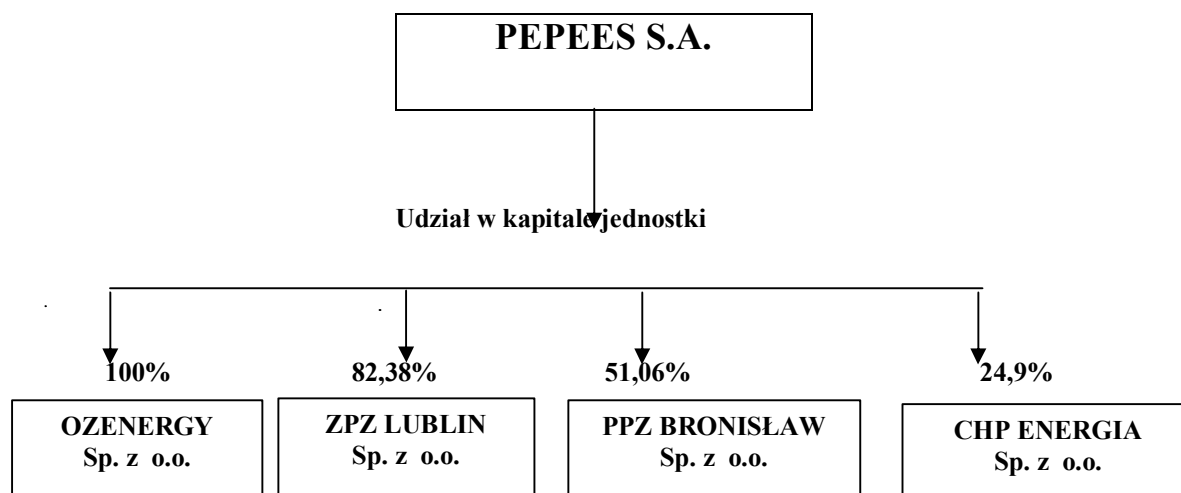 PEPEES S.A.
Udział w kapitale jednostki
100% 82,38% 51,06% 24,9%
OZENERGY
Sp. z o.o.
ZPZ LUBLIN
Sp. z o.o.
PPZ BRONISŁAW
Sp. z o.o.
CHP ENERGIA
Sp. z o.o.